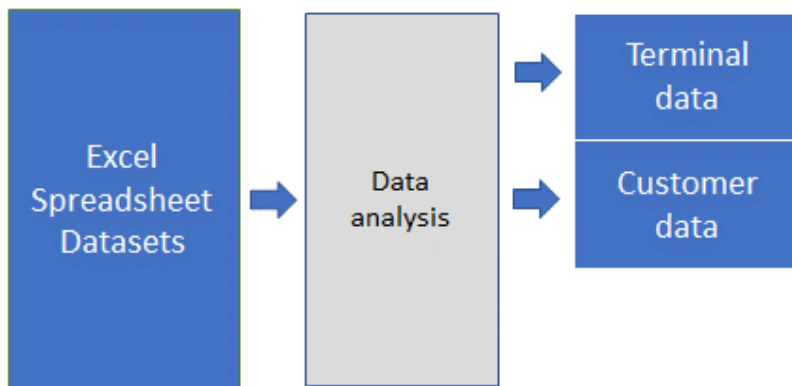 Excel
Spreadsheet
Datasets
Data
analysis
Terminal
data
Customer
data